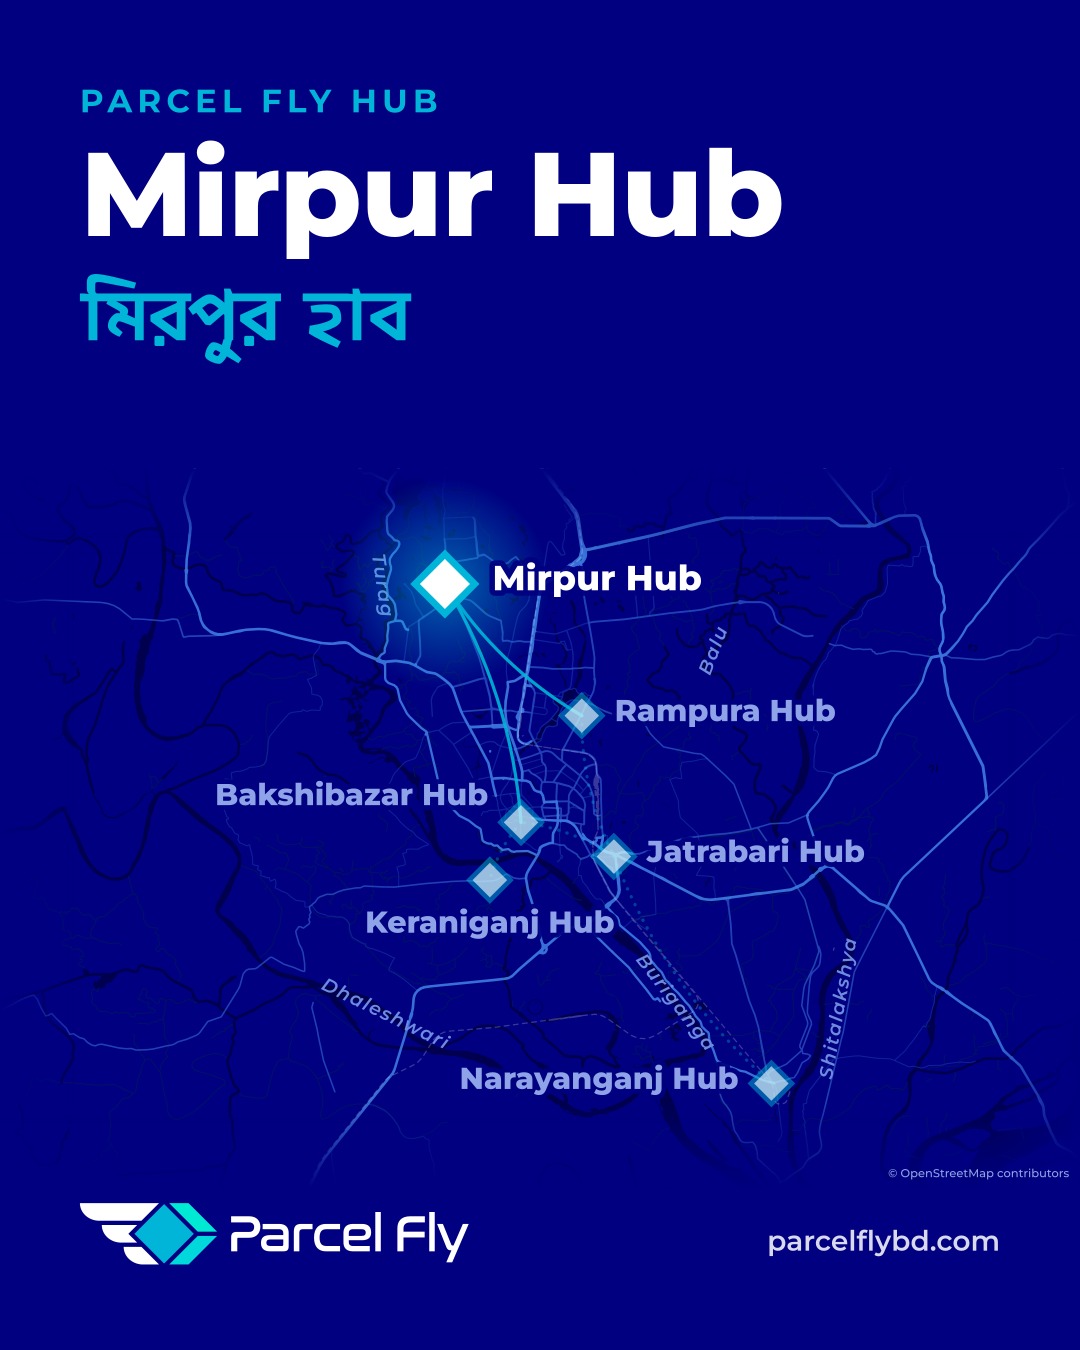 PARCEL FLY HUB
Mirpur Hub
মিরপুর হাব
Turag
Mirpur Hub
Balu
Rampura Hub
Bakshibazar Hub
Jatrabari Hub
Keraniganj Hub
Buriganga
Shitalakshya
Dhaleshwari
Narayanganj Hub
© OpenStreetMap contributors
Parcel Fly
parcelflybd.com